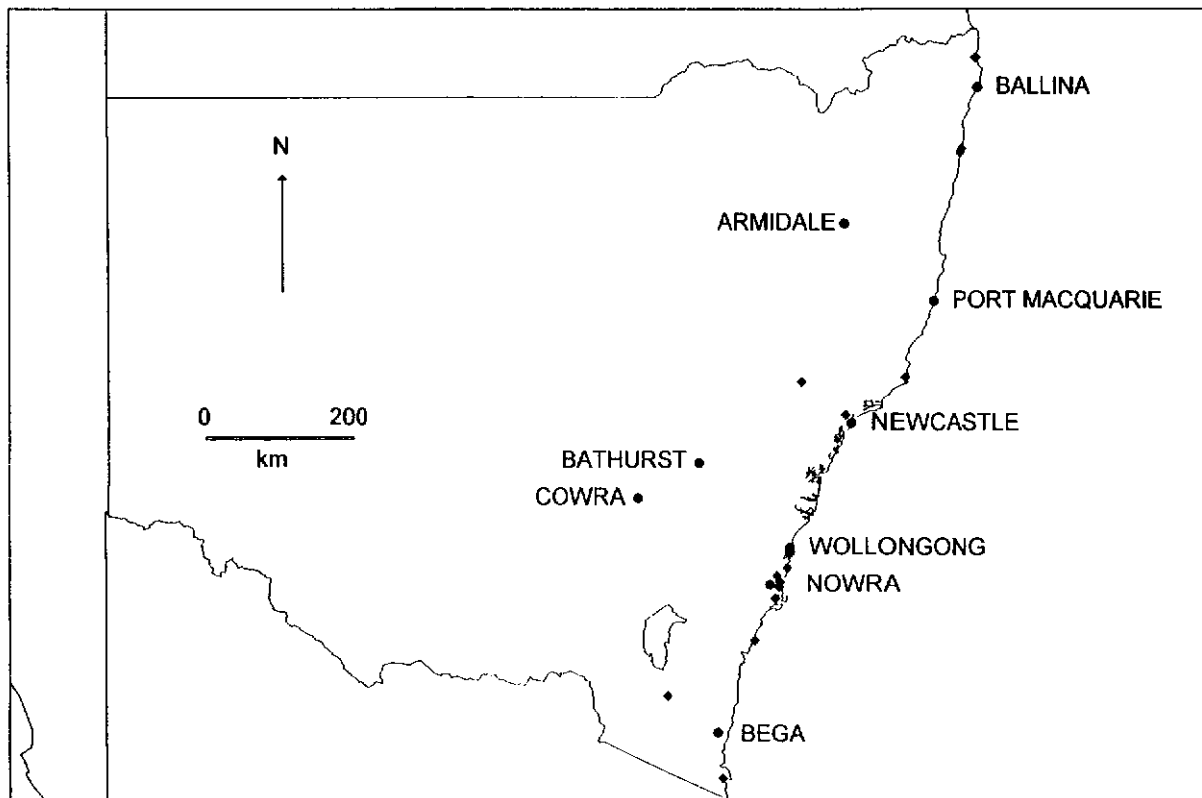 BALLINA
N
ARMIDALE
PORT MACQUARIE
0 200
km
NEWCASTLE
BATHURST
COWRA
WOLLONGONG
NOWRA
BEGA